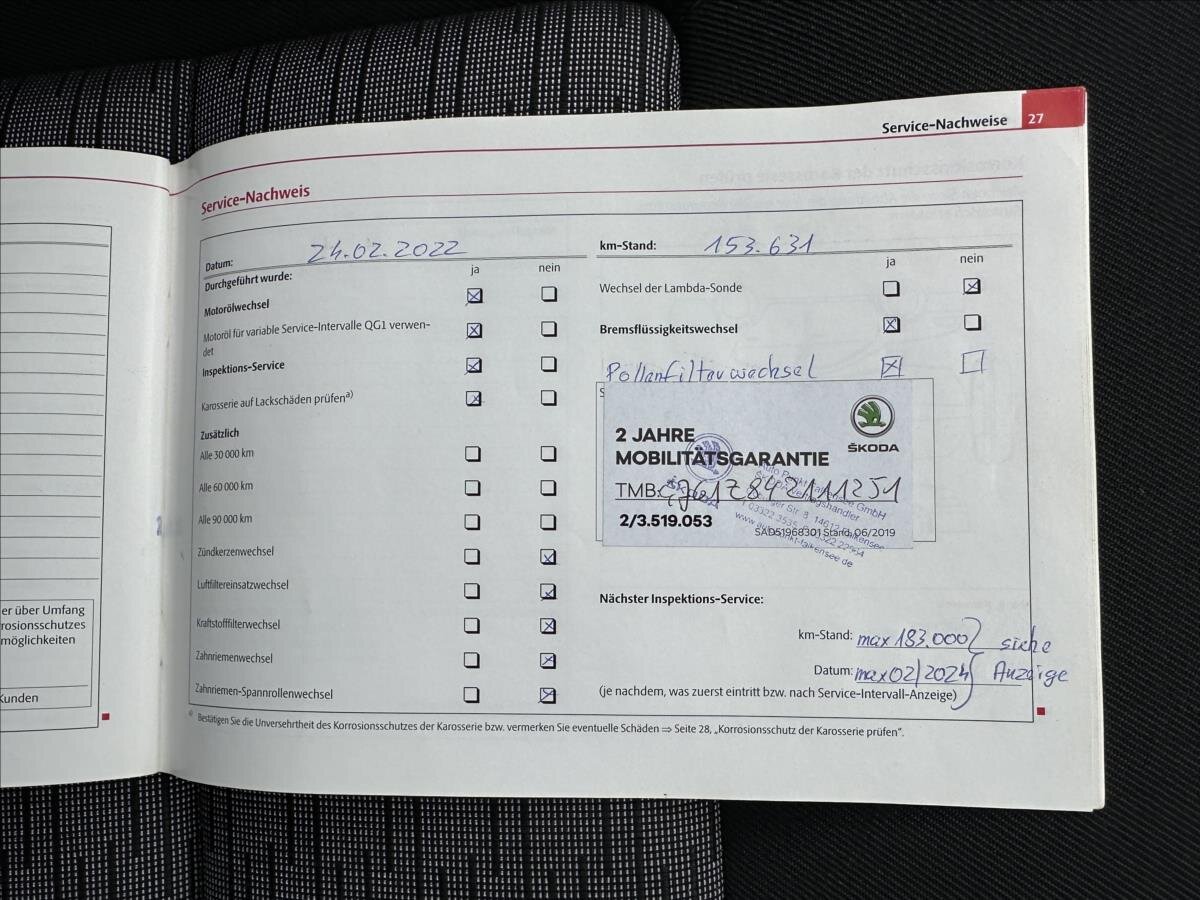 Service-Nachweise 27
Service-Nachweis
Datum: 24.02.2022
km-Stand: 153.631
Durchgeführt wurde: ja nein
ja nein
Motorölwechsel
Wechsel der Lambda-Sonde
Motoröl für variable Service-Intervalle QG1 verwen-
det
Bremsflüssigkeitswechsel
Inspektions-Service
Pollenfilterwechsel
Karosserie auf Lackschäden prüfena)
S
Zusätzlich
Alle 30 000 km
Alle 60 000 km
Alle 90 000 km
Zündkerzenwechsel
Luftfiltereinsatzwechsel
Kraftstofffilterwechsel
Zahnriemenwechsel
Zahnriemen-Spannrollenwechsel
ŠKODA
2 JAHRE
MOBILITÄTSGARANTIE
TMB:
2/3.519.053
SAD51968301 Stand: 06/2019
Nächster Inspektions-Service:
km-Stand: max 183.000 siehe
Datum: max 02/2024 Anzeige
(je nachdem, was zuerst eintritt bzw. nach Service-Intervall-Anzeige)
a) Bestätigen Sie die Unversehrtheit des Korrosionsschutzes der Karosserie bzw. vermerken Sie eventuelle Schäden ⇒ Seite 28, „Korrosionsschutz der Karosserie prüfen“.
er über Umfang
rosionsschutzes
möglichkeiten
Kunden